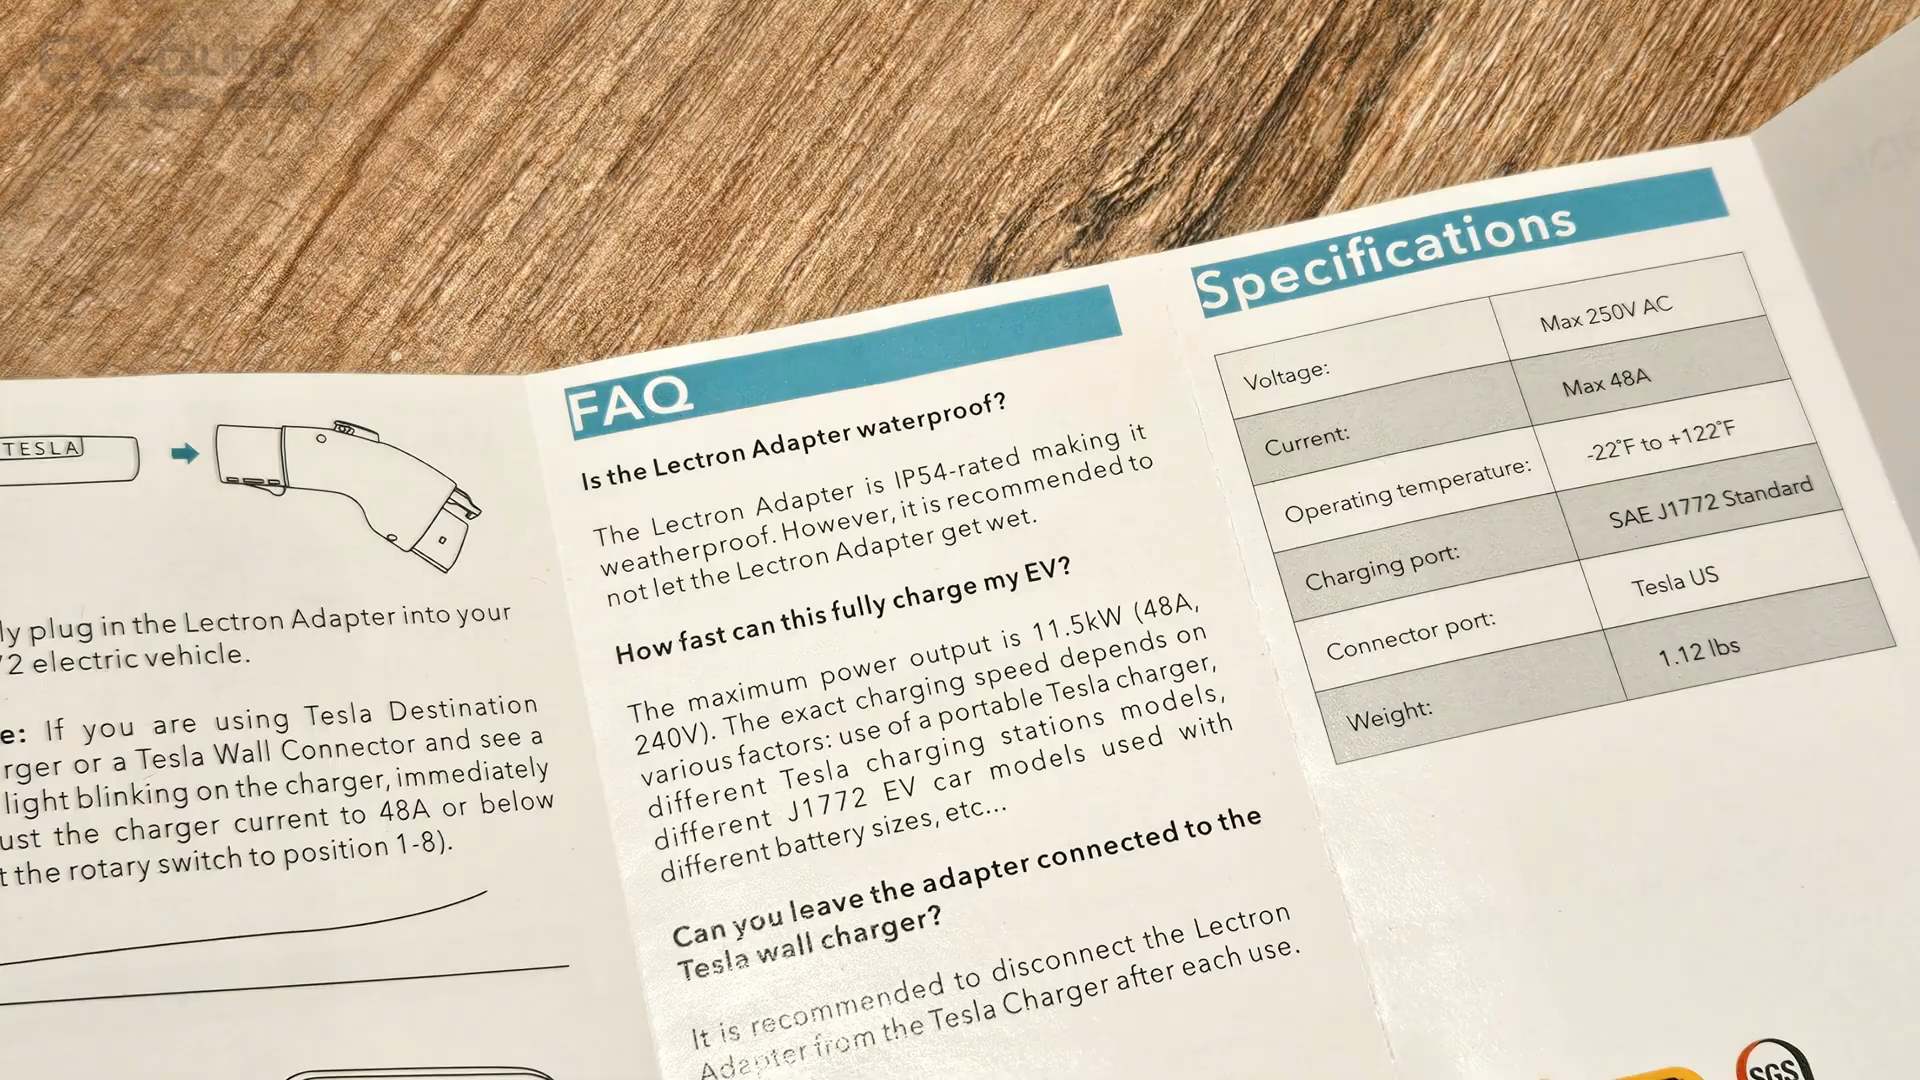 EV-olution
TESLA
ly plug in the Lectron Adapter into your
2 electric vehicle.
e: If you are using Tesla Destination
rger or a Tesla Wall Connector and see a
light blinking on the charger, immediately
ust the charger current to 48A or below
t the rotary switch to position 1-8).
FAQ
Is the Lectron Adapter waterproof?
The Lectron Adapter is IP54-rated making it
weatherproof. However, it is recommended to
not let the Lectron Adapter get wet.
How fast can this fully charge my EV?
The maximum power output is 11.5kW (48A,
240V). The exact charging speed depends on
various factors: use of a portable Tesla charger,
different Tesla charging stations models,
different J1772 EV car models used with
different battery sizes, etc...
Can you leave the adapter connected to the
Tesla wall charger?
It is recommended to disconnect the Lectron
Adapter from the Tesla Charger after each use.
Specifications
Voltage: Max 250V AC
Current: Max 48A
Operating temperature: -22°F to +122°F
Charging port: SAE J1772 Standard
Connector port: Tesla US
Weight: 1.12 lbs
SGS